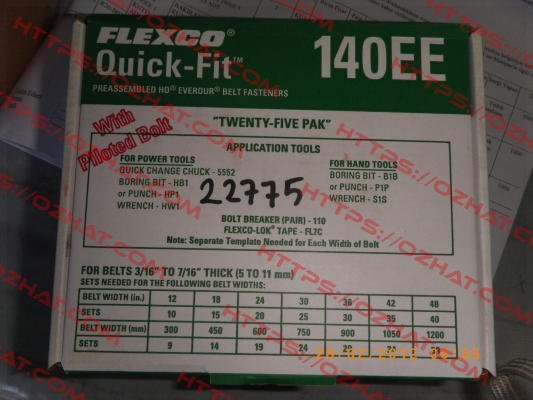 FLEXCO®
Quick-Fit™
140EE
PREASSEMBLED HD® EVERDUR® BELT FASTENERS
With
Piloted Bolt
"TWENTY-FIVE PAK"
APPLICATION TOOLS
FOR POWER TOOLS
QUICK CHANGE CHUCK - 5552
BORING BIT - HB1
or PUNCH - HP1
WRENCH - HW1
22775
FOR HAND TOOLS
BORING BIT - B1B
or PUNCH - P1P
WRENCH - S1S
BOLT BREAKER (PAIR) - 110
FLEXCO-LOK® TAPE - FL7C
Note: Separate Template Needed for Each Width of Belt
FOR BELTS 3/16" TO 7/16" THICK (5 TO 11 mm)
SETS NEEDED FOR THE FOLLOWING BELT WIDTHS:
BELT WIDTH (in.) 12 18 24 30 36 42 48
SETS 10 15 20 25 30 35 40
BELT WIDTH (mm) 300 450 600 750 900 1050 1200
SETS 9 14 19 24
HTTPS://OZHAT.COM